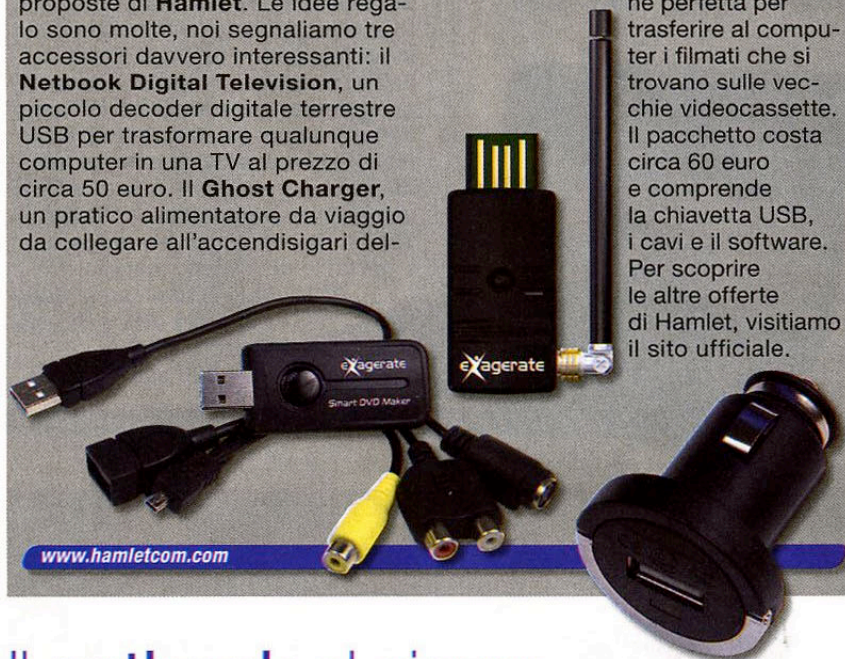 proposte di Hamlet. Le idee rega-
lo sono molte, noi segnaliamo tre
accessori davvero interessanti: il
Netbook Digital Television, un
piccolo decoder digitale terrestre
USB per trasformare qualunque
computer in una TV al prezzo di
circa 50 euro. Il Ghost Charger,
un pratico alimentatore da viaggio
da collegare all'accendisigari del-
ne perfetta per
trasferire al compu-
ter i filmati che si
trovano sulle vec-
chie videocassette.
Il pacchetto costa
circa 60 euro
e comprende
la chiavetta USB,
i cavi e il software.
Per scoprire
le altre offerte
di Hamlet, visitiamo
il sito ufficiale.
eXagerate
Smart DVD Maker
eXagerate
www.hamletcom.com